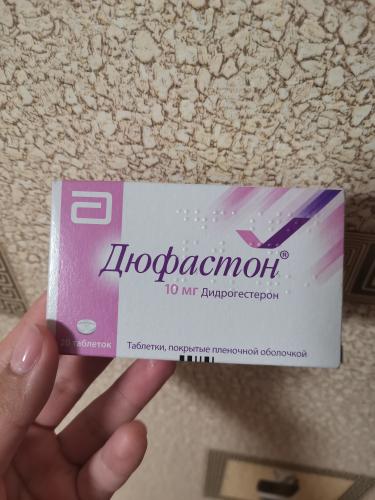 Дюфастон®
10 мг Дидрогестерон
20 таблеток
Таблетки, покрытые пленочной оболочкой